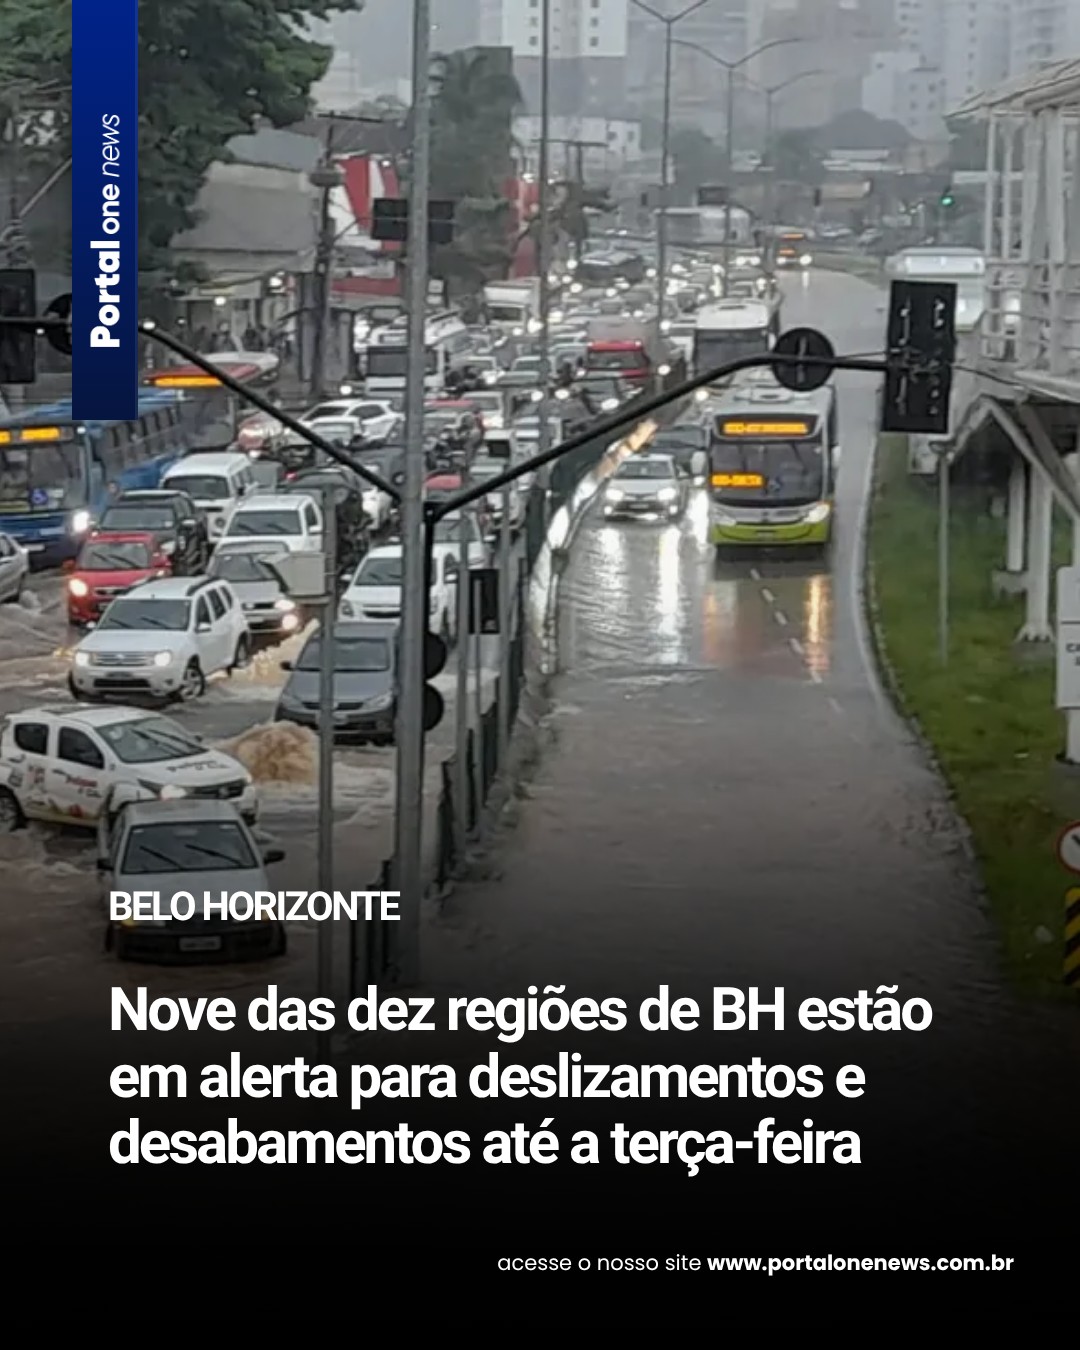 Portal one news
BELO HORIZONTE
Nove das dez regiões de BH estão
em alerta para deslizamentos e
desabamentos até a terça-feira
acesse o nosso site www.portalonenews.com.br